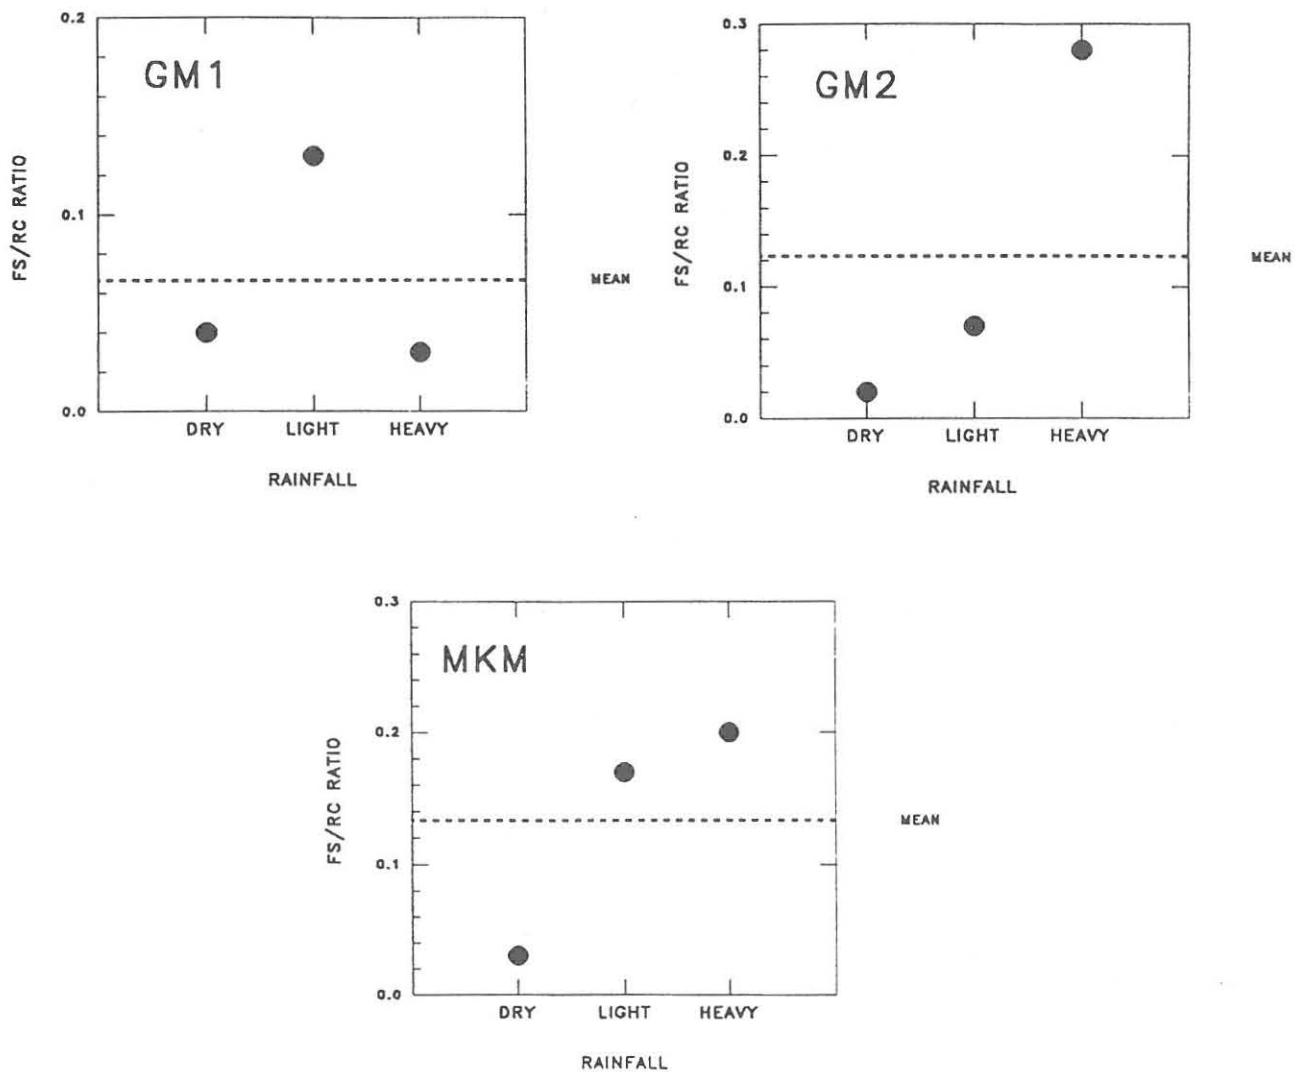 0.2
GM1
FS/RC RATIO
0.1
MEAN
0.0
DRY LIGHT HEAVY
RAINFALL
0.3
GM2
0.2
FS/RC RATIO
MEAN
0.1
0.0
DRY LIGHT HEAVY
RAINFALL
0.3
MKM
0.2
FS/RC RATIO
MEAN
0.1
0.0
DRY LIGHT HEAVY
RAINFALL